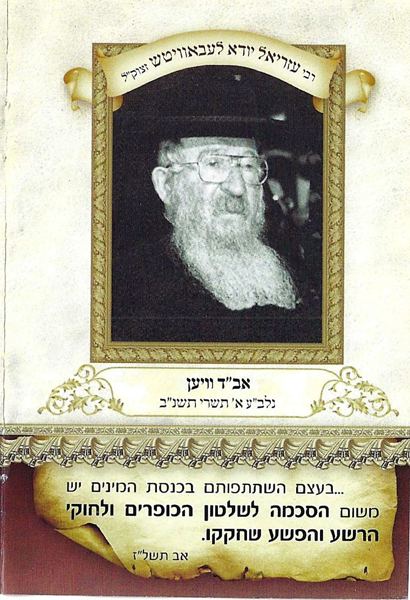 רבי עזריאל יודא לעבאוויטש זצוק"ל
אב"ד וויען
נלב"ע א' תשרי תשנ"ב
...בעצם השתתפותם בכנסת המינים יש
משום הסכמה לשלטון הכופרים ולחוקי
הרשע והפשע שחקקו.
אב תשל"ז